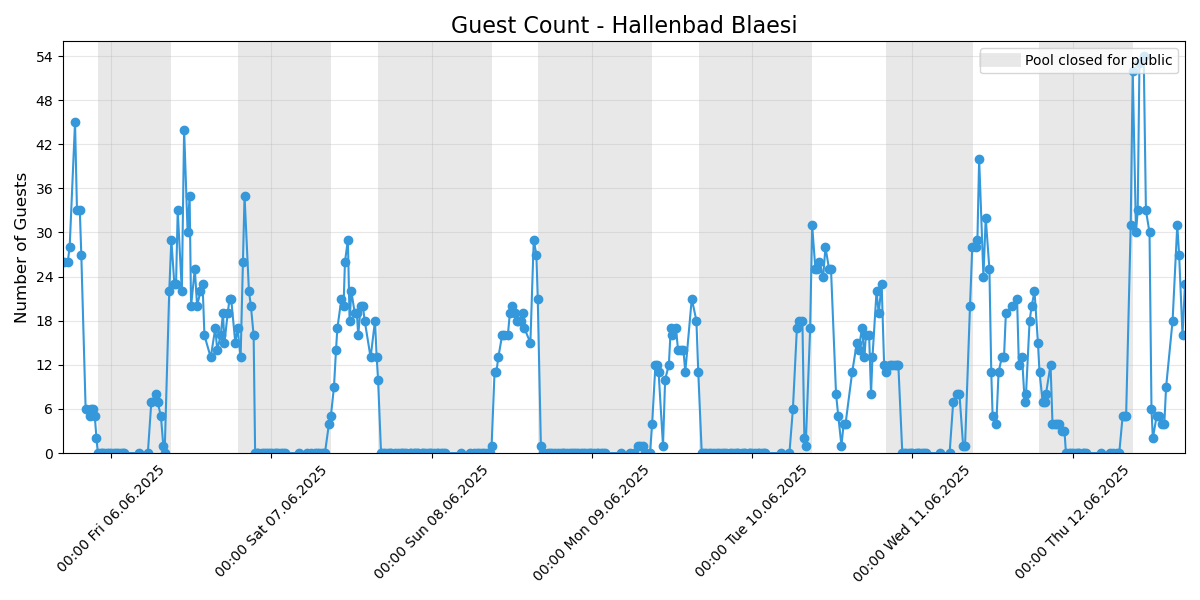 Guest Count - Hallenbad Blaesi
Pool closed for public
Number of Guests
54
48
42
36
30
24
18
12
6
0
00:00 Fri 06.06.2025
00:00 Sat 07.06.2025
00:00 Sun 08.06.2025
00:00 Mon 09.06.2025
00:00 Tue 10.06.2025
00:00 Wed 11.06.2025
00:00 Thu 12.06.2025